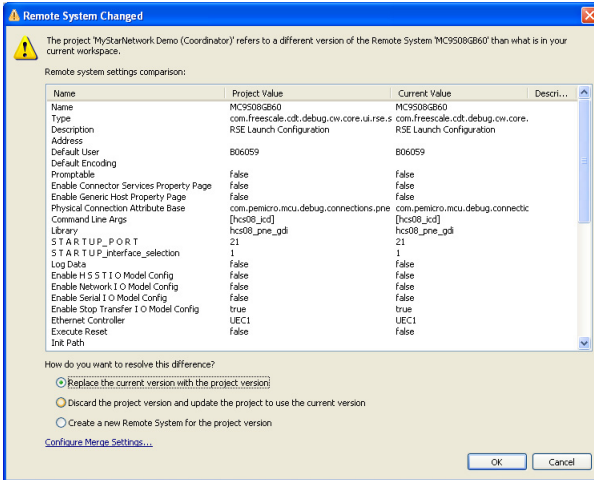 Remote System Changed
The project 'MyStarNetwork Demo (Coordinator)' refers to a different version of the Remote System 'MC9S08GB60' than what is in your
current workspace.
Remote system settings comparison:
Name Project Value Current Value Descri...
Name MC9S08GB60 MC9S08GB60
Type com.freescale.cdt.debug.cw.core.ui.rse.s com.freescale.cdt.debug.cw.core.
Description RSE Launch Configuration RSE Launch Configuration
Address
Default User B06059 B06059
Default Encoding
Promptable false false
Enable Connector Services Property Page false false
Enable Generic Host Property Page false false
Physical Connection Attribute Base com.pemicro.mcu.debug.connections.pne com.pemicro.mcu.debug.connectic
Command Line Args [hcs08_icd] [hcs08_icd]
Library hcs08_pne_gdi hcs08_pne_gdi
S T A R T U P_ P O R T 21 21
S T A R T U P_interface_selection 1 1
Log Data false false
Enable H S S T I O Model Config false false
Enable Network I O Model Config false false
Enable Serial I O Model Config false false
Enable Stop Transfer I O Model Config true true
Ethernet Controller UEC1 UEC1
Execute Reset false false
Init Path
How do you want to resolve this difference?
Replace the current version with the project version
Discard the project version and update the project to use the current version
Create a new Remote System for the project version
Configure Merge Settings...
OK Cancel